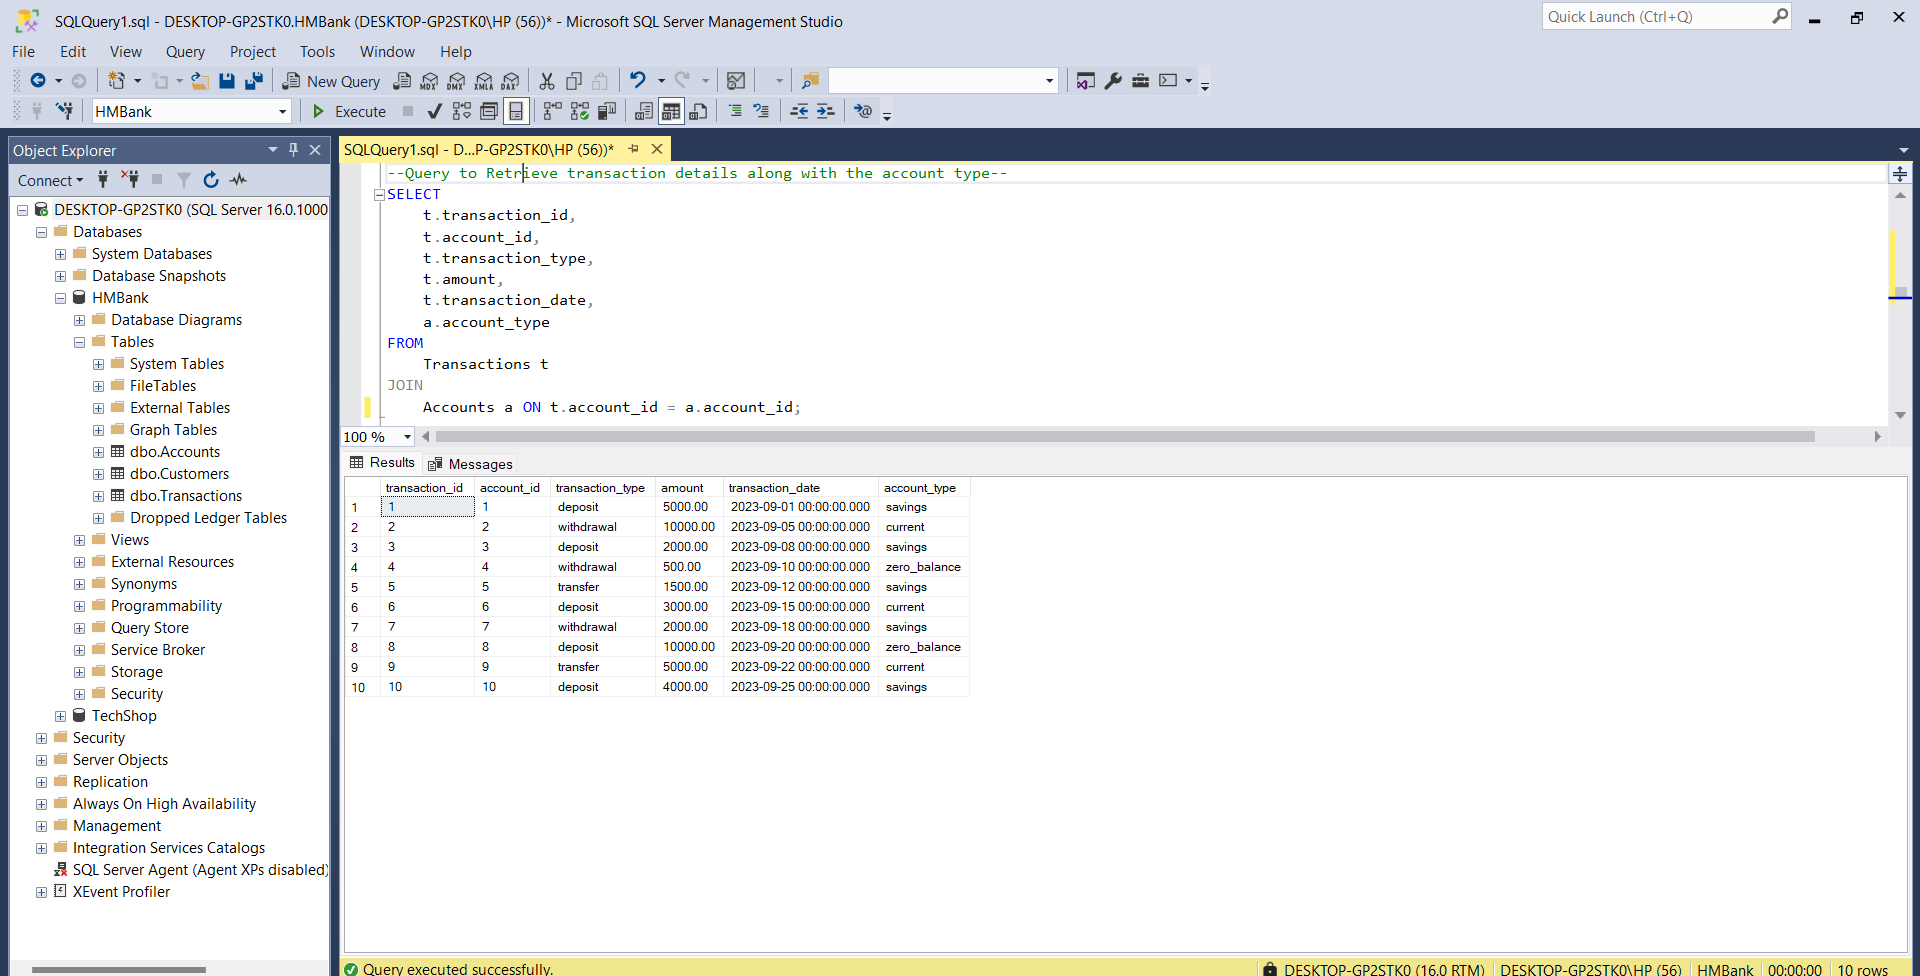 SQLQuery1.sql - DESKTOP-GP2STK0.HMBank (DESKTOP-GP2STK0\HP (56))* - Microsoft SQL Server Management Studio
Quick Launch (Ctrl+Q)
File Edit View Query Project Tools Window Help
New Query MDX DMX XMLA DAX
HMBank Execute
Object Explorer
Connect
DESKTOP-GP2STK0 (SQL Server 16.0.1000
Databases
System Databases
Database Snapshots
HMBank
Database Diagrams
Tables
System Tables
FileTables
External Tables
Graph Tables
dbo.Accounts
dbo.Customers
dbo.Transactions
Dropped Ledger Tables
Views
External Resources
Synonyms
Programmability
Query Store
Service Broker
Storage
Security
TechShop
Security
Server Objects
Replication
Always On High Availability
Management
Integration Services Catalogs
SQL Server Agent (Agent XPs disabled)
XEvent Profiler
SQLQuery1.sql - D...P-GP2STK0\HP (56))*
--Query to Retrieve transaction details along with the account type--
SELECT
t.transaction_id,
t.account_id,
t.transaction_type,
t.amount,
t.transaction_date,
a.account_type
FROM
Transactions t
JOIN
Accounts a ON t.account_id = a.account_id;
100 %
Results Messages
transaction_id account_id transaction_type amount transaction_date account_type
1 1 1 deposit 5000.00 2023-09-01 00:00:00.000 savings
2 2 2 withdrawal 10000.00 2023-09-05 00:00:00.000 current
3 3 3 deposit 2000.00 2023-09-08 00:00:00.000 savings
4 4 4 withdrawal 500.00 2023-09-10 00:00:00.000 zero_balance
5 5 5 transfer 1500.00 2023-09-12 00:00:00.000 savings
6 6 6 deposit 3000.00 2023-09-15 00:00:00.000 current
7 7 7 withdrawal 2000.00 2023-09-18 00:00:00.000 savings
8 8 8 deposit 10000.00 2023-09-20 00:00:00.000 zero_balance
9 9 9 transfer 5000.00 2023-09-22 00:00:00.000 current
10 10 10 deposit 4000.00 2023-09-25 00:00:00.000 savings
Query executed successfully. DESKTOP-GP2STK0 (16.0 RTM) DESKTOP-GP2STK0\HP (56) HMBank 00:00:00 10 rows